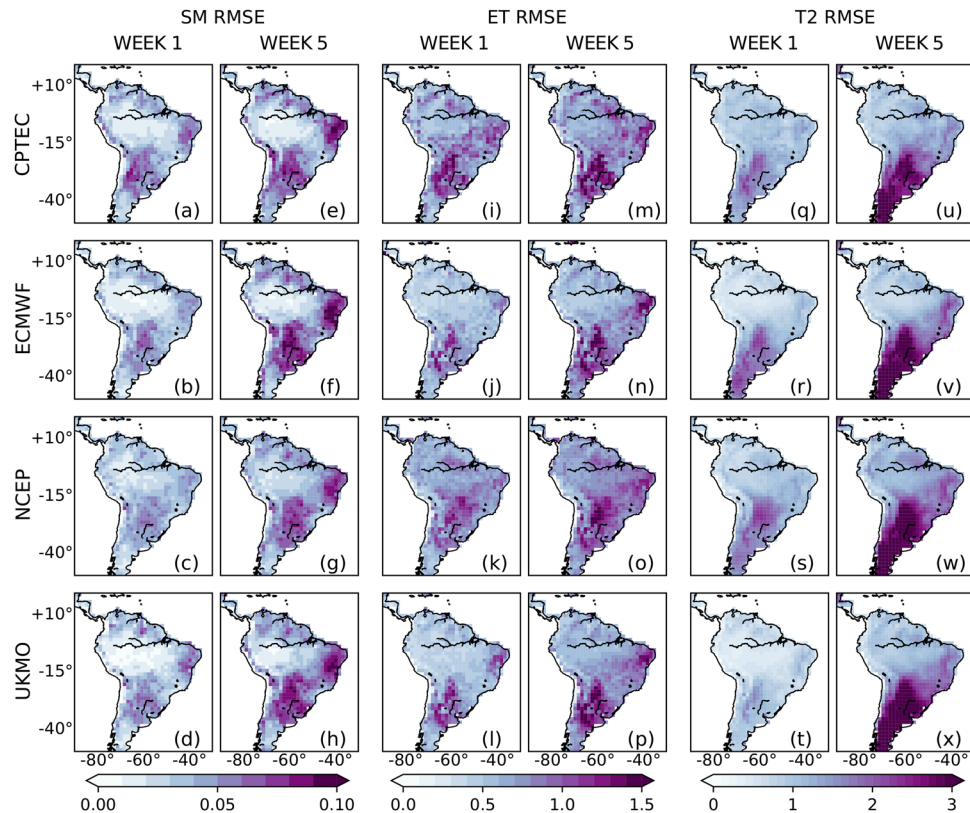 SM RMSE ET RMSE T2 RMSE
WEEK 1 WEEK 5 WEEK 1 WEEK 5 WEEK 1 WEEK 5
CPTEC
+10°
-15°
-40°
(a) (e) (i) (m) (q) (u)
ECMWF
+10°
-15°
-40°
(b) (f) (j) (n) (r) (v)
NCEP
+10°
-15°
-40°
(c) (g) (k) (o) (s) (w)
UKMO
+10°
-15°
-40°
(d) (h) (l) (p) (t) (x)
-80° -60° -40° -80° -60° -40° -80° -60° -40° -80° -60° -40° -80° -60° -40° -80° -60° -40°
0.00 0.05 0.10 0.0 0.5 1.0 1.5 0 1 2 3